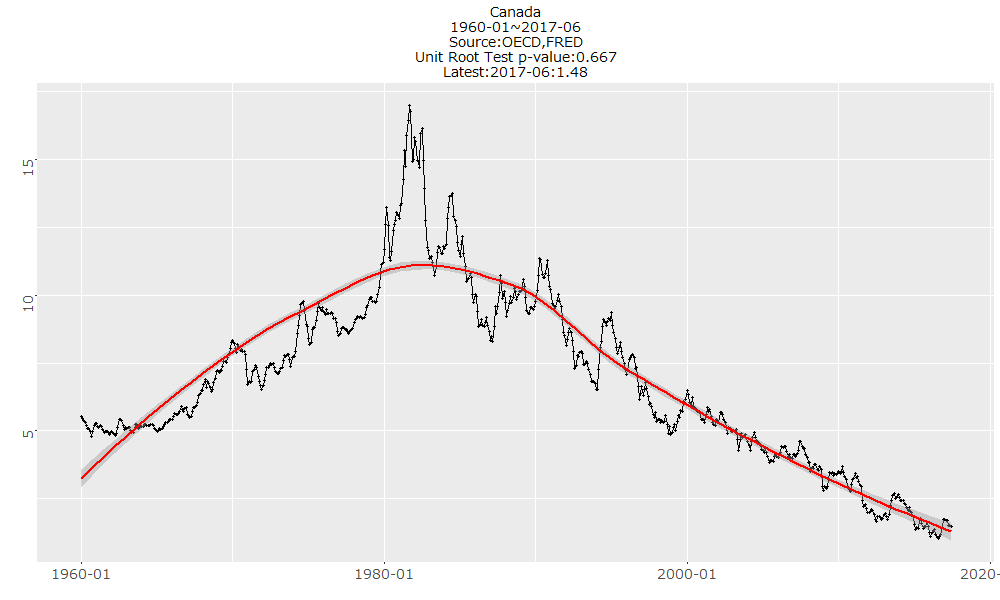 Canada
1960-01~2017-06
Source:OECD,FRED
Unit Root Test p-value:0.667
Latest:2017-06:1.48
15
10
5
1960-01
1980-01
2000-01
2020-